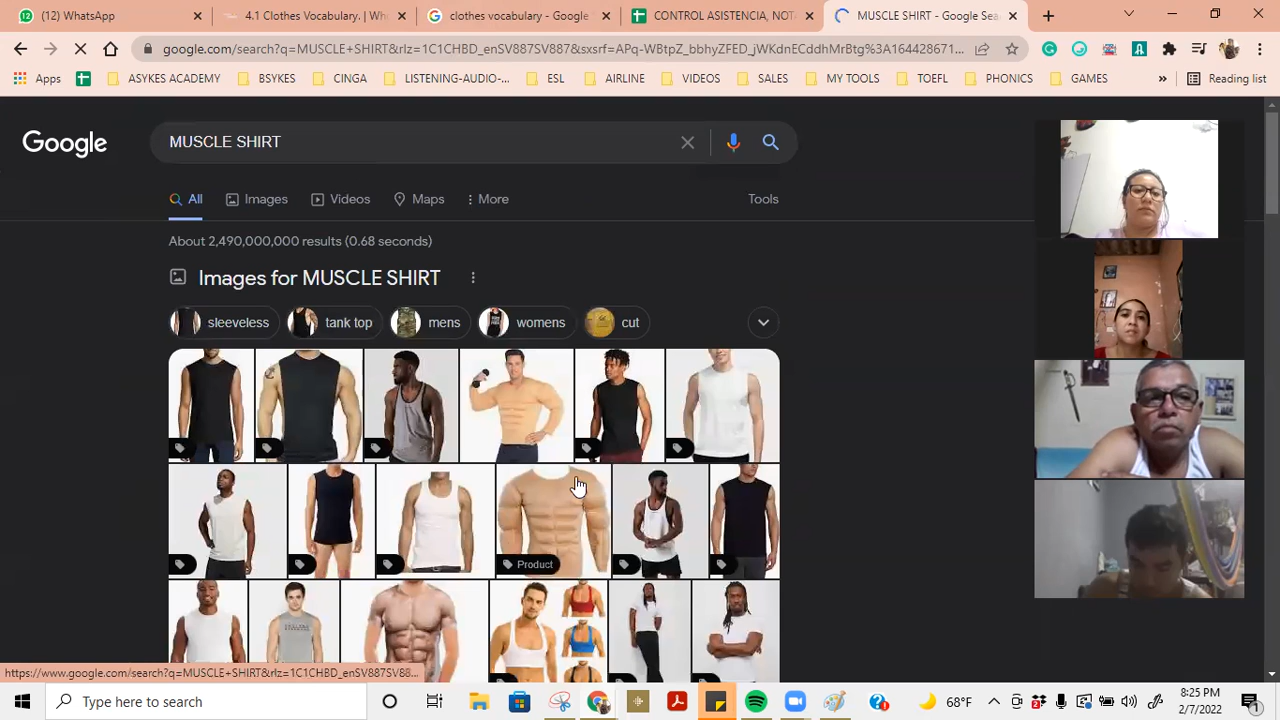 (12) WhatsApp
4.1 Clothes Vocabulary. | Wh
clothes vocabulary - Google
CONTROL ASISTENCIA, NOT
MUSCLE SHIRT - Google Sea
google.com/search?q=MUSCLE+SHIRT&rlz=1C1CHBD_enSV887SV887&sxsrf=APq-WBtpZ_bbhyZFED_jWKdnECddhMrBtg%3A164428671...
Apps
ASYKES ACADEMY
BSYKES
CINGA
LISTENING-AUDIO-...
ESL
AIRLINE
VIDEOS
SALES
MY TOOLS
TOEFL
PHONICS
GAMES
»
Reading list
Google
MUSCLE SHIRT
All
Images
Videos
Maps
More
Tools
About 2,490,000,000 results (0.68 seconds)
Images for MUSCLE SHIRT
sleeveless
tank top
mens
womens
cut
Product
https://www.google.com/search?q=MUSCLE+SHIRT&rlz=1C1CHBD_enSV887SV88...
Type here to search
68°F
8:25 PM
2/7/2022
1